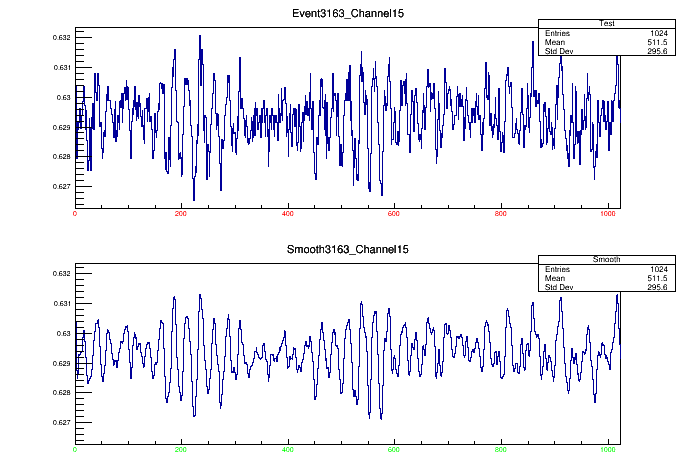 Event3163_Channel15
Test
Entries 1024
Mean 511.5
Std Dev 295.6
0.632
0.631
0.63
0.629
0.628
0.627
0 200 400 600 800 1000
Smooth3163_Channel15
Smooth
Entries 1024
Mean 511.5
Std Dev 295.6
0.632
0.631
0.63
0.629
0.628
0.627
0 200 400 600 800 1000